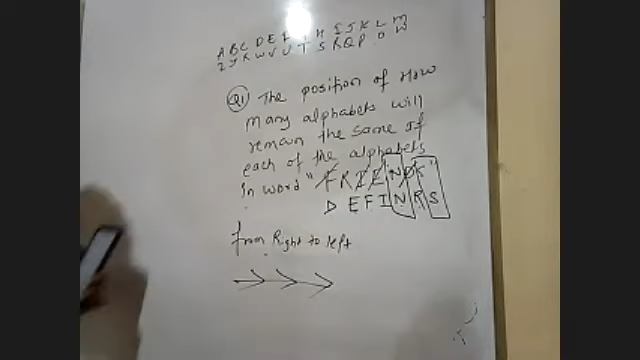 A B C D E F T H I J K L M
Z Y X W V U T S R Q P O W
Q1 The position of How
many alphabets will
remain the same if
each of the alphabets
in word "FRIENDS"
D E F I N R S
from Right to left